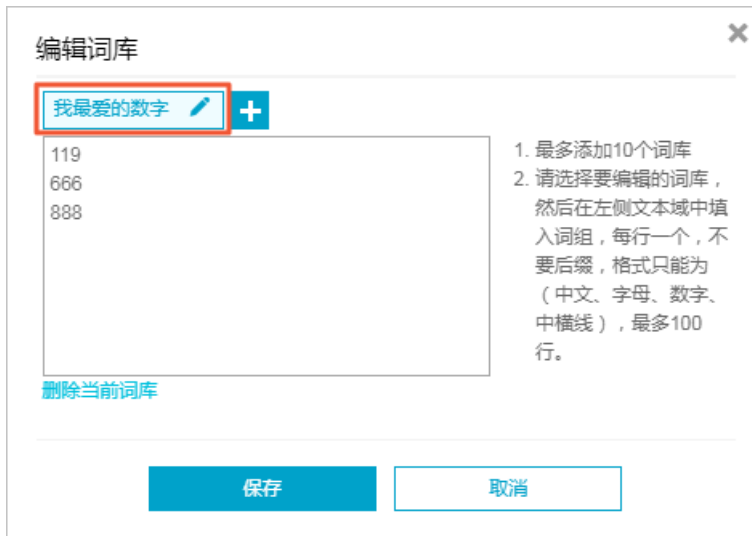 编辑词库
我最爱的数字
119
666
888
1. 最多添加10个词库
2. 请选择要编辑的词库，
然后在左侧文本域中填
入词组，每行一个，不
要后缀，格式只能为
（中文、字母、数字、
中横线），最多100
行。
删除当前词库
保存
取消